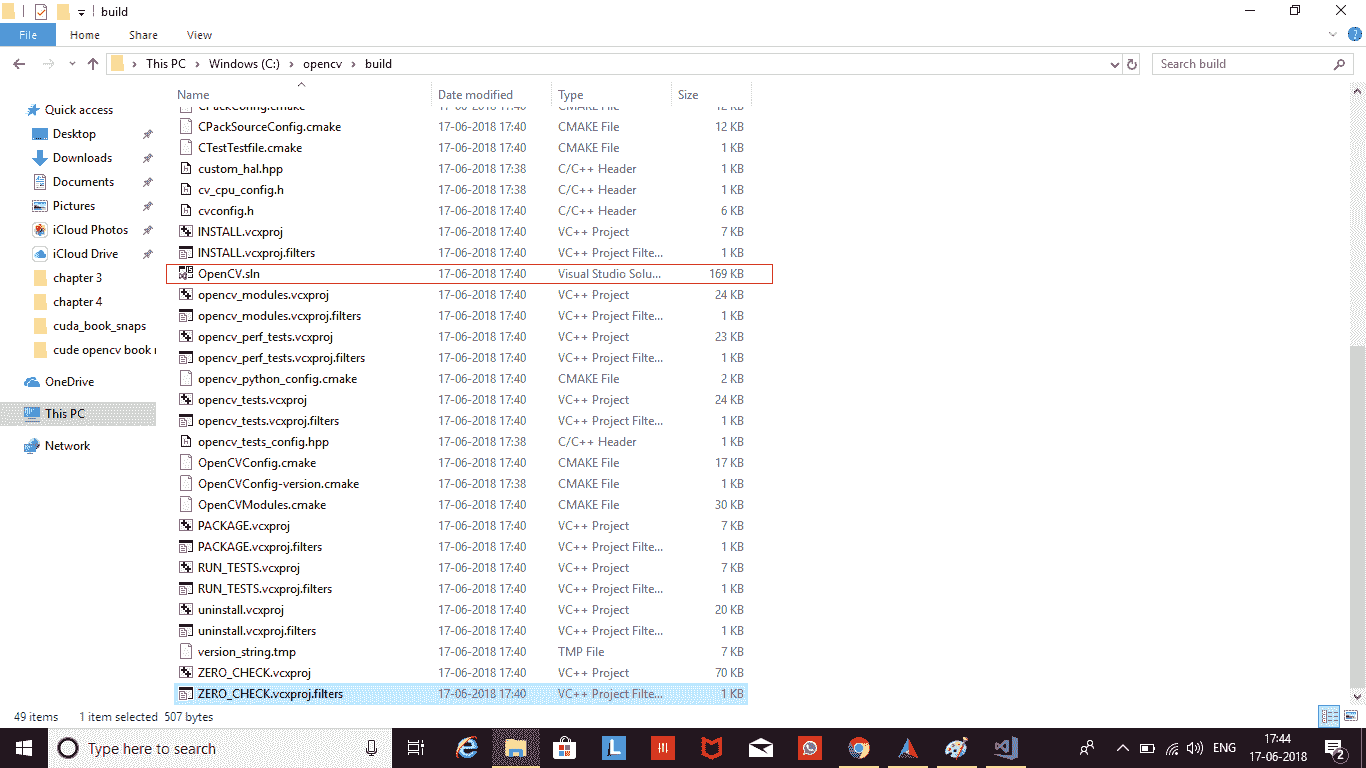 build
File Home Share View
This PC Windows (C:) opencv build
Search build
Name Date modified Type Size
CPackConfig.cmake 17-06-2018 17:40 CMAKE File 12 KB
CPackSourceConfig.cmake 17-06-2018 17:40 CMAKE File 12 KB
CTestTestfile.cmake 17-06-2018 17:40 CMAKE File 1 KB
custom_hal.hpp 17-06-2018 17:38 C/C++ Header 1 KB
cv_cpu_config.h 17-06-2018 17:38 C/C++ Header 1 KB
cvconfig.h 17-06-2018 17:40 C/C++ Header 6 KB
INSTALL.vcxproj 17-06-2018 17:40 VC++ Project 7 KB
INSTALL.vcxproj.filters 17-06-2018 17:40 VC++ Project Filte... 1 KB
OpenCV.sln 17-06-2018 17:40 Visual Studio Solu... 169 KB
opencv_modules.vcxproj 17-06-2018 17:40 VC++ Project 24 KB
opencv_modules.vcxproj.filters 17-06-2018 17:40 VC++ Project Filte... 1 KB
opencv_perf_tests.vcxproj 17-06-2018 17:40 VC++ Project 23 KB
opencv_perf_tests.vcxproj.filters 17-06-2018 17:40 VC++ Project Filte... 1 KB
opencv_python_config.cmake 17-06-2018 17:40 CMAKE File 2 KB
opencv_tests.vcxproj 17-06-2018 17:40 VC++ Project 24 KB
opencv_tests.vcxproj.filters 17-06-2018 17:40 VC++ Project Filte... 1 KB
opencv_tests_config.hpp 17-06-2018 17:38 C/C++ Header 1 KB
OpenCVConfig.cmake 17-06-2018 17:40 CMAKE File 17 KB
OpenCVConfig-version.cmake 17-06-2018 17:38 CMAKE File 1 KB
OpenCVModules.cmake 17-06-2018 17:40 CMAKE File 30 KB
PACKAGE.vcxproj 17-06-2018 17:40 VC++ Project 7 KB
PACKAGE.vcxproj.filters 17-06-2018 17:40 VC++ Project Filte... 1 KB
RUN_TESTS.vcxproj 17-06-2018 17:40 VC++ Project 7 KB
RUN_TESTS.vcxproj.filters 17-06-2018 17:40 VC++ Project Filte... 1 KB
uninstall.vcxproj 17-06-2018 17:40 VC++ Project 20 KB
uninstall.vcxproj.filters 17-06-2018 17:40 VC++ Project Filte... 1 KB
version_string.tmp 17-06-2018 17:40 TMP File 7 KB
ZERO_CHECK.vcxproj 17-06-2018 17:40 VC++ Project 70 KB
ZERO_CHECK.vcxproj.filters 17-06-2018 17:40 VC++ Project Filte... 1 KB
Quick access
Desktop
Downloads
Documents
Pictures
iCloud Photos
iCloud Drive
chapter 3
chapter 4
cuda_book_snaps
cude opencv book r
OneDrive
This PC
Network
49 items 1 item selected 507 bytes
Type here to search
ENG
17:44
17-06-2018
2